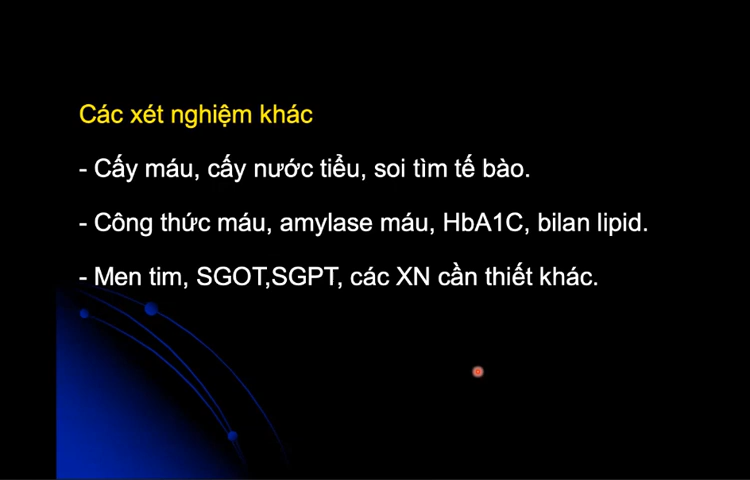 Các xét nghiệm khác
- Cấy máu, cấy nước tiểu, soi tìm tế bào.
- Công thức máu, amylase máu, HbA1C, bilan lipid.
- Men tim, SGOT,SGPT, các XN cần thiết khác.